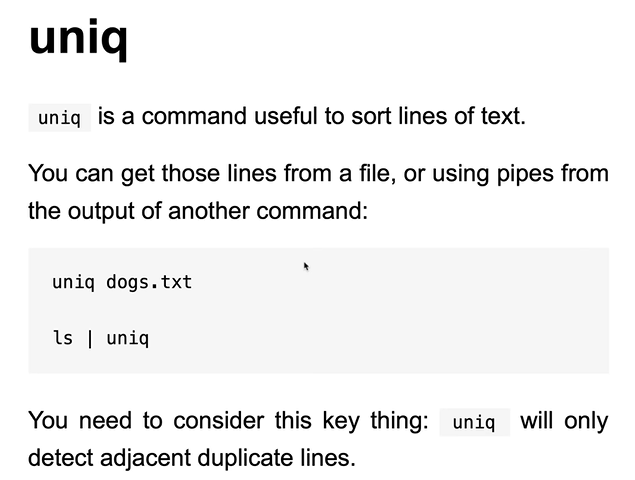 uniq
uniq is a command useful to sort lines of text.
You can get those lines from a file, or using pipes from
the output of another command:
uniq dogs.txt
ls | uniq
You need to consider this key thing: uniq will only
detect adjacent duplicate lines.